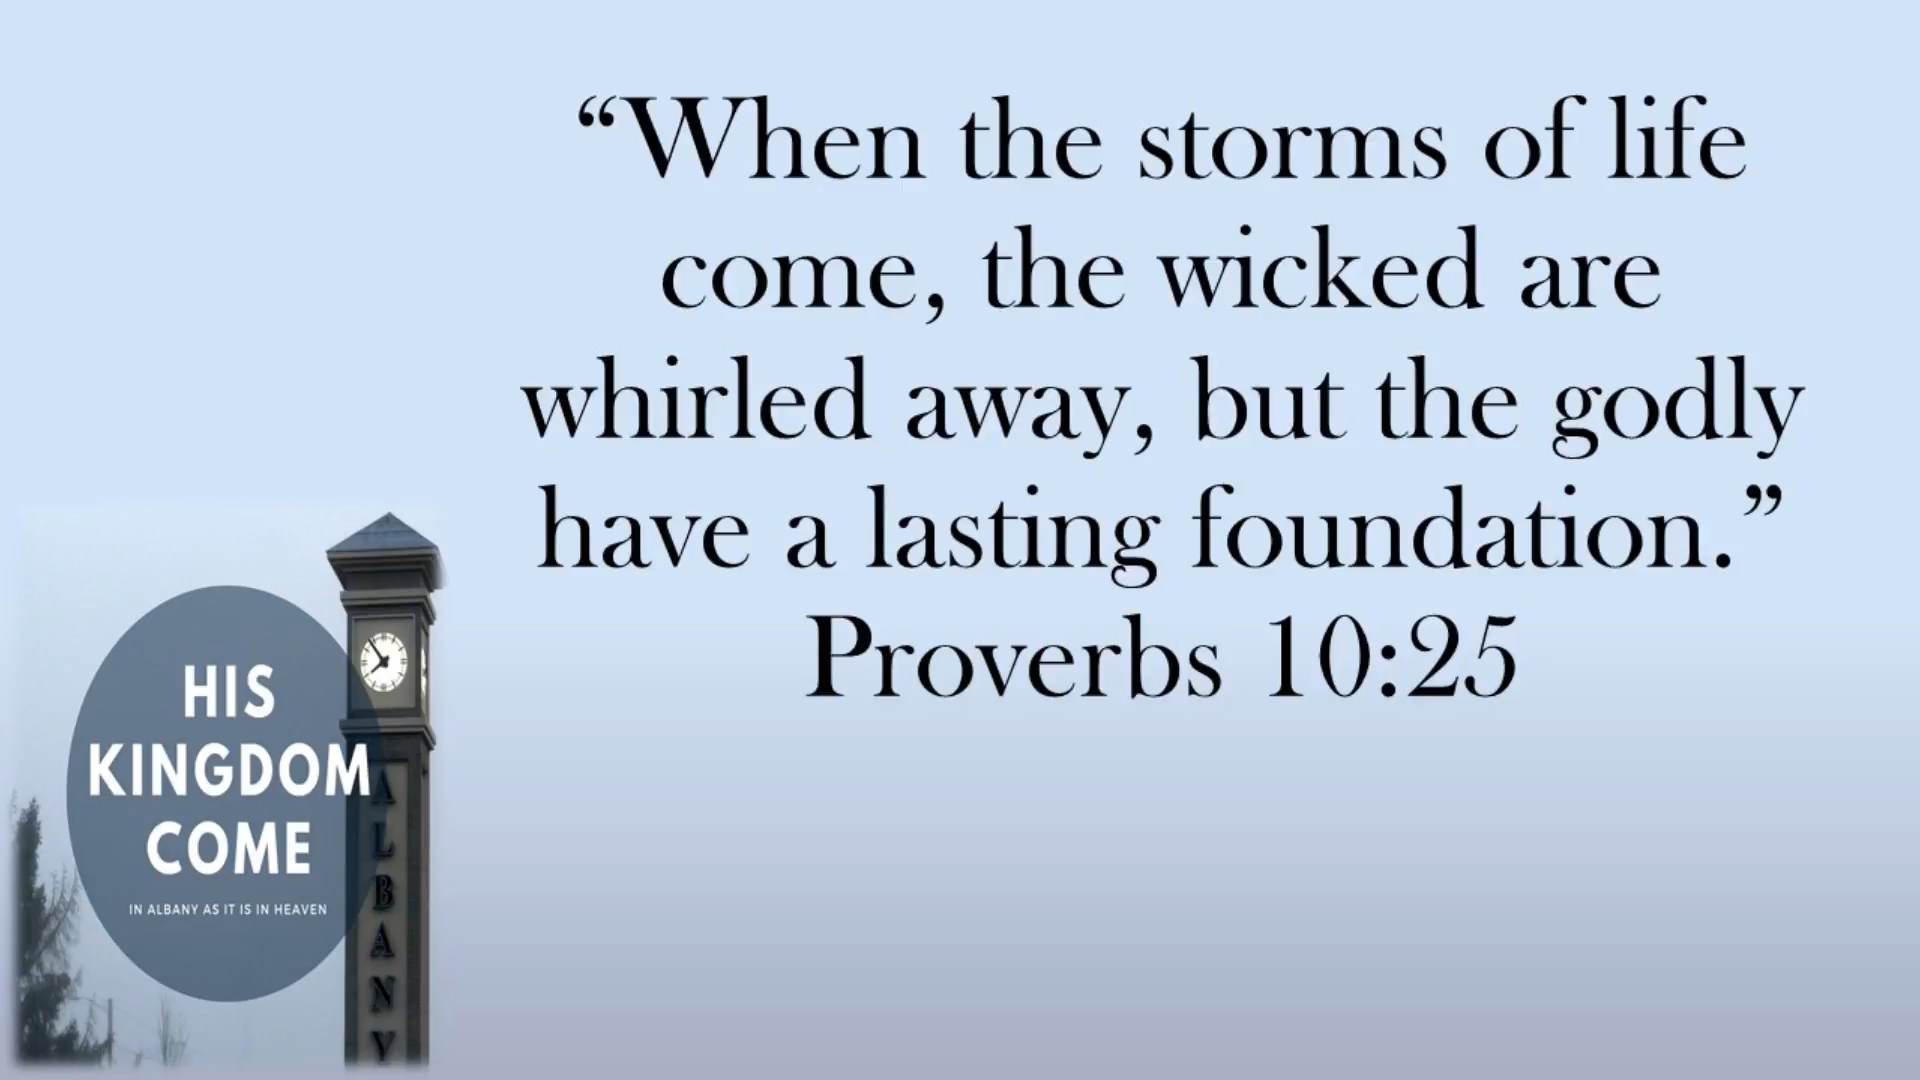 “When the storms of life
come, the wicked are
whirled away, but the godly
have a lasting foundation.”
Proverbs 10:25
HIS
KINGDOM
COME
IN ALBANY AS IT IS IN HEAVEN
ALBANY